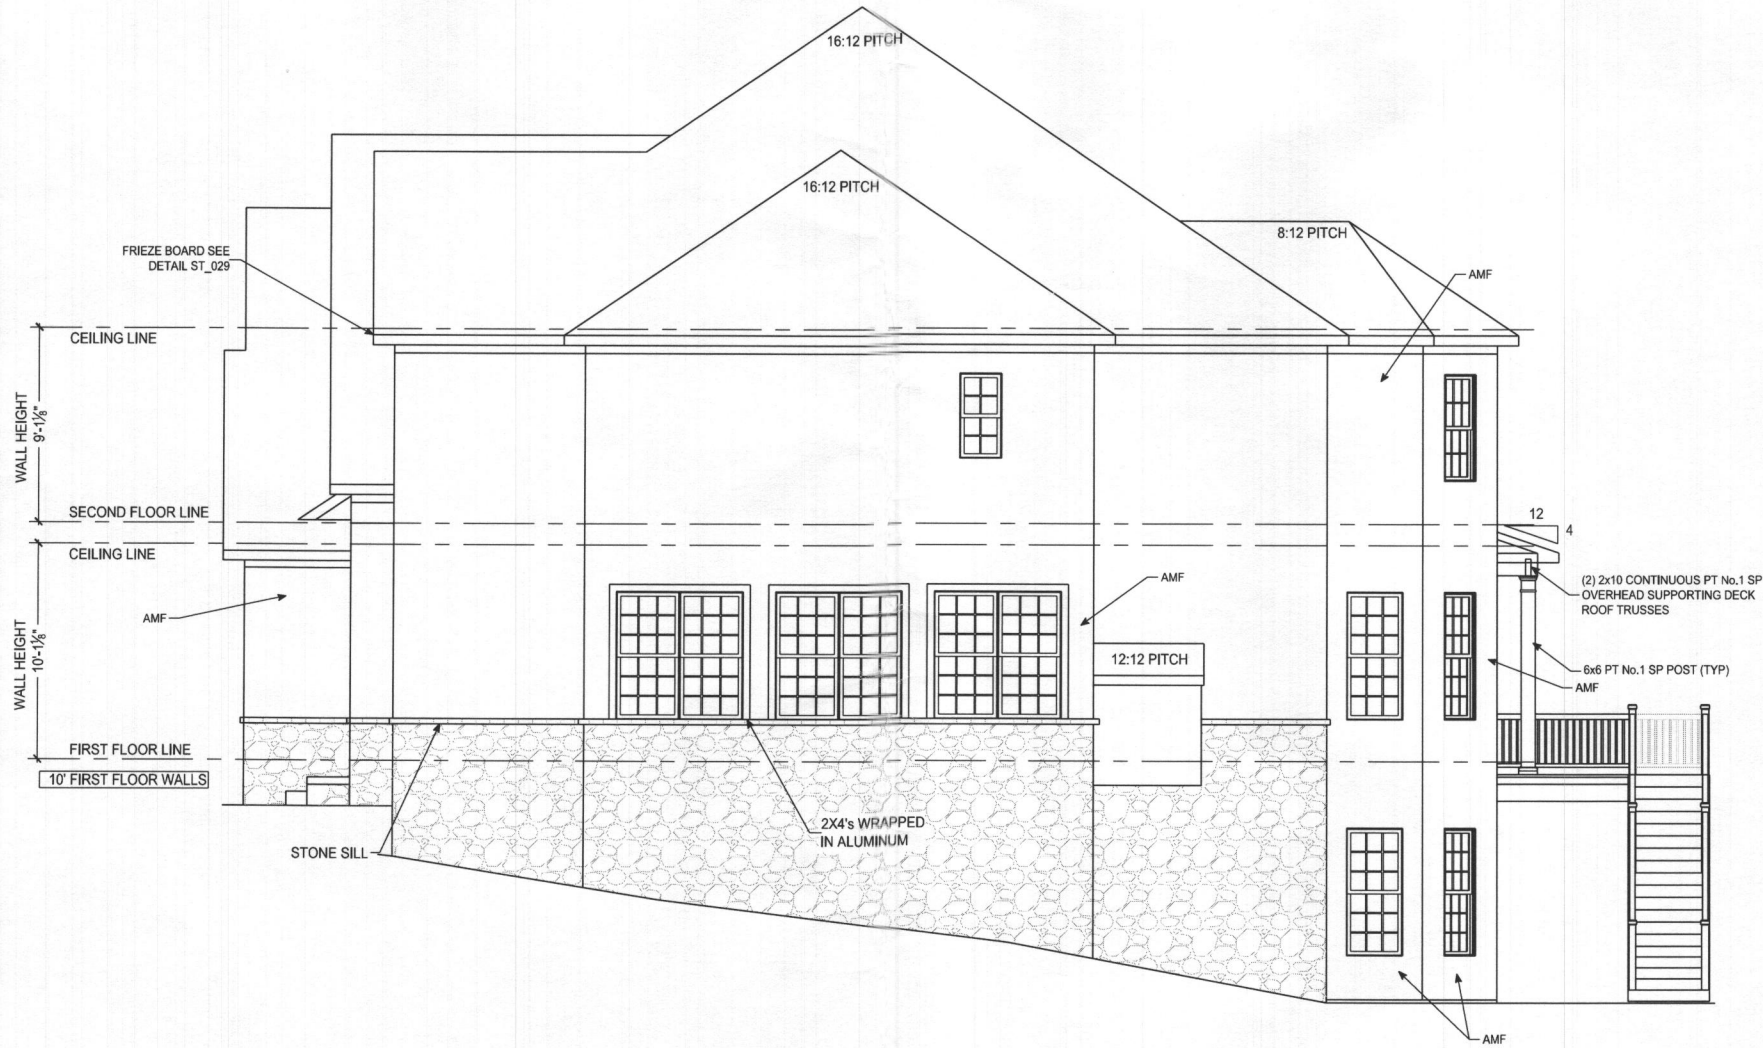 16:12 PITCH
16:12 PITCH
8:12 PITCH
FRIEZE BOARD SEE
DETAIL ST_029
AMF
CEILING LINE
WALL HEIGHT
9'-1⅛"
SECOND FLOOR LINE
12
4
CEILING LINE
AMF
(2) 2x10 CONTINUOUS PT No.1 SP
OVERHEAD SUPPORTING DECK
ROOF TRUSSES
AMF
WALL HEIGHT
10'-1⅛"
12:12 PITCH
6x6 PT No.1 SP POST (TYP)
AMF
FIRST FLOOR LINE
10' FIRST FLOOR WALLS
2X4's WRAPPED
IN ALUMINUM
STONE SILL
AMF